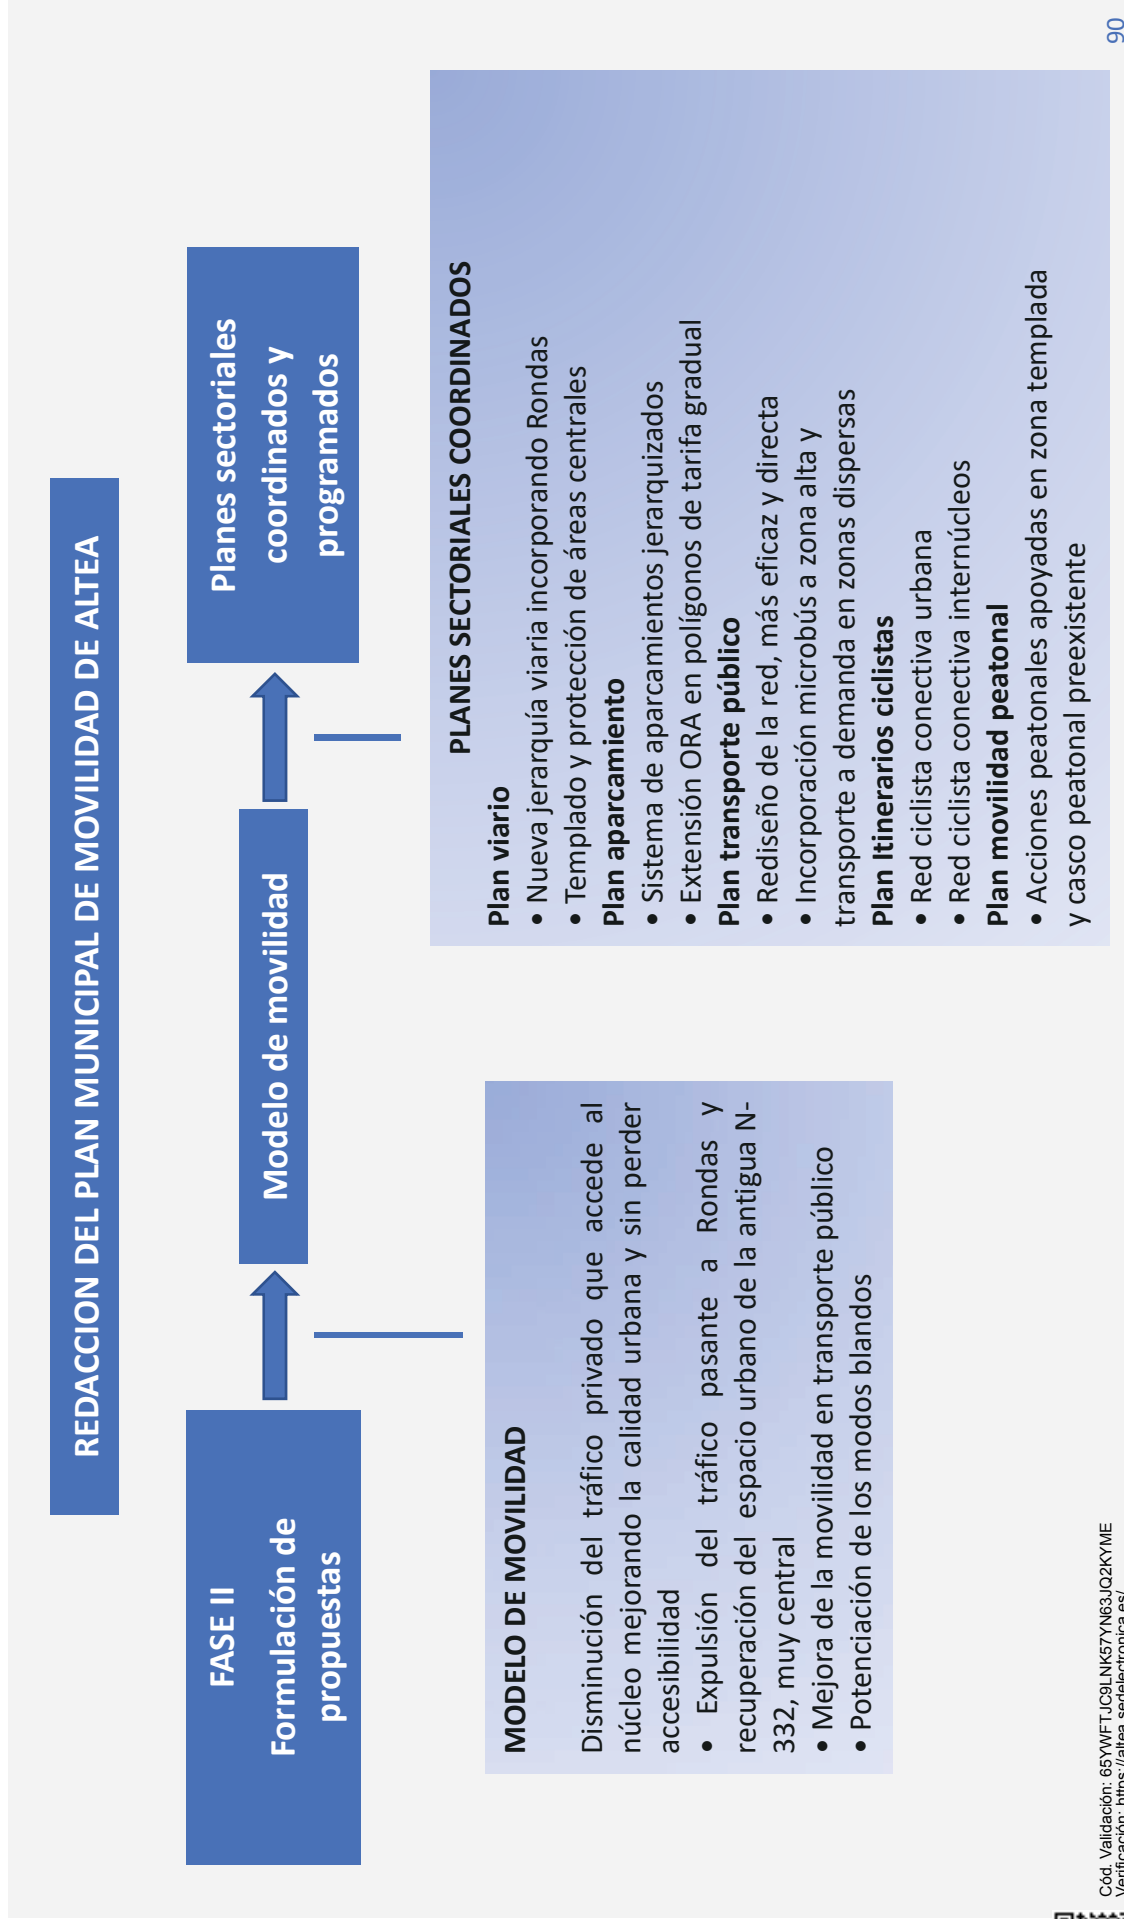 REDACCION DEL PLAN MUNICIPAL DE MOVILIDAD DE ALTEA
FASE II
Formulación de
propuestas
Modelo de movilidad
Planes sectoriales
coordinados y
programados
MODELO DE MOVILIDAD
Disminución del tráfico privado que accede al
núcleo mejorando la calidad urbana y sin perder
accesibilidad
• Expulsión del tráfico pasante a Rondas y
recuperación del espacio urbano de la antigua N-
332, muy central
• Mejora de la movilidad en transporte público
• Potenciación de los modos blandos
PLANES SECTORIALES COORDINADOS
Plan viario
• Nueva jerarquía viaria incorporando Rondas
• Templado y protección de áreas centrales
Plan aparcamiento
• Sistema de aparcamientos jerarquizados
• Extensión ORA en polígonos de tarifa gradual
Plan transporte público
• Rediseño de la red, más eficaz y directa
• Incorporación microbús a zona alta y
transporte a demanda en zonas dispersas
Plan Itinerarios ciclistas
• Red ciclista conectiva urbana
• Red ciclista conectiva internúcleos
Plan movilidad peatonal
• Acciones peatonales apoyadas en zona templada
y casco peatonal preexistente
90
Cód. Validación: 65YWFTJC9LNK57YN63JQ2KYME
Verificación: https://altea.sedelectronica.es/